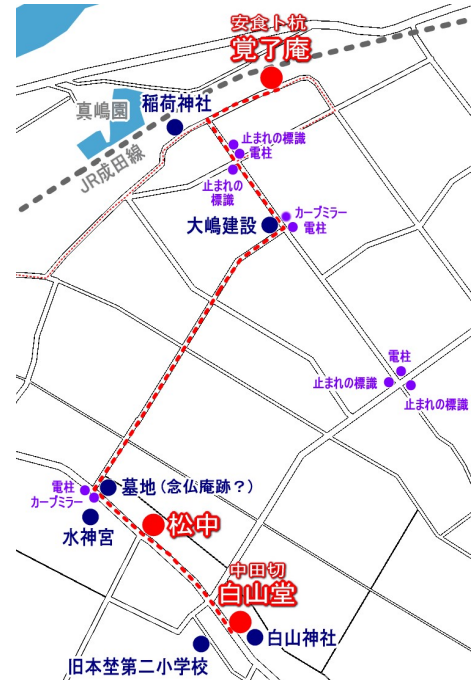 安食卜杭
覚了庵
真嶋園
稲荷神社
JR成田線
止まれの標識
電柱
止まれの
標識
カーブミラー
大嶋建設
電柱
電柱
止まれの標識
止まれの標識
電柱
カーブミラー
墓地(念仏庵跡?)
水神宮
松中
中田切
白山堂
白山神社
旧本埜第二小学校